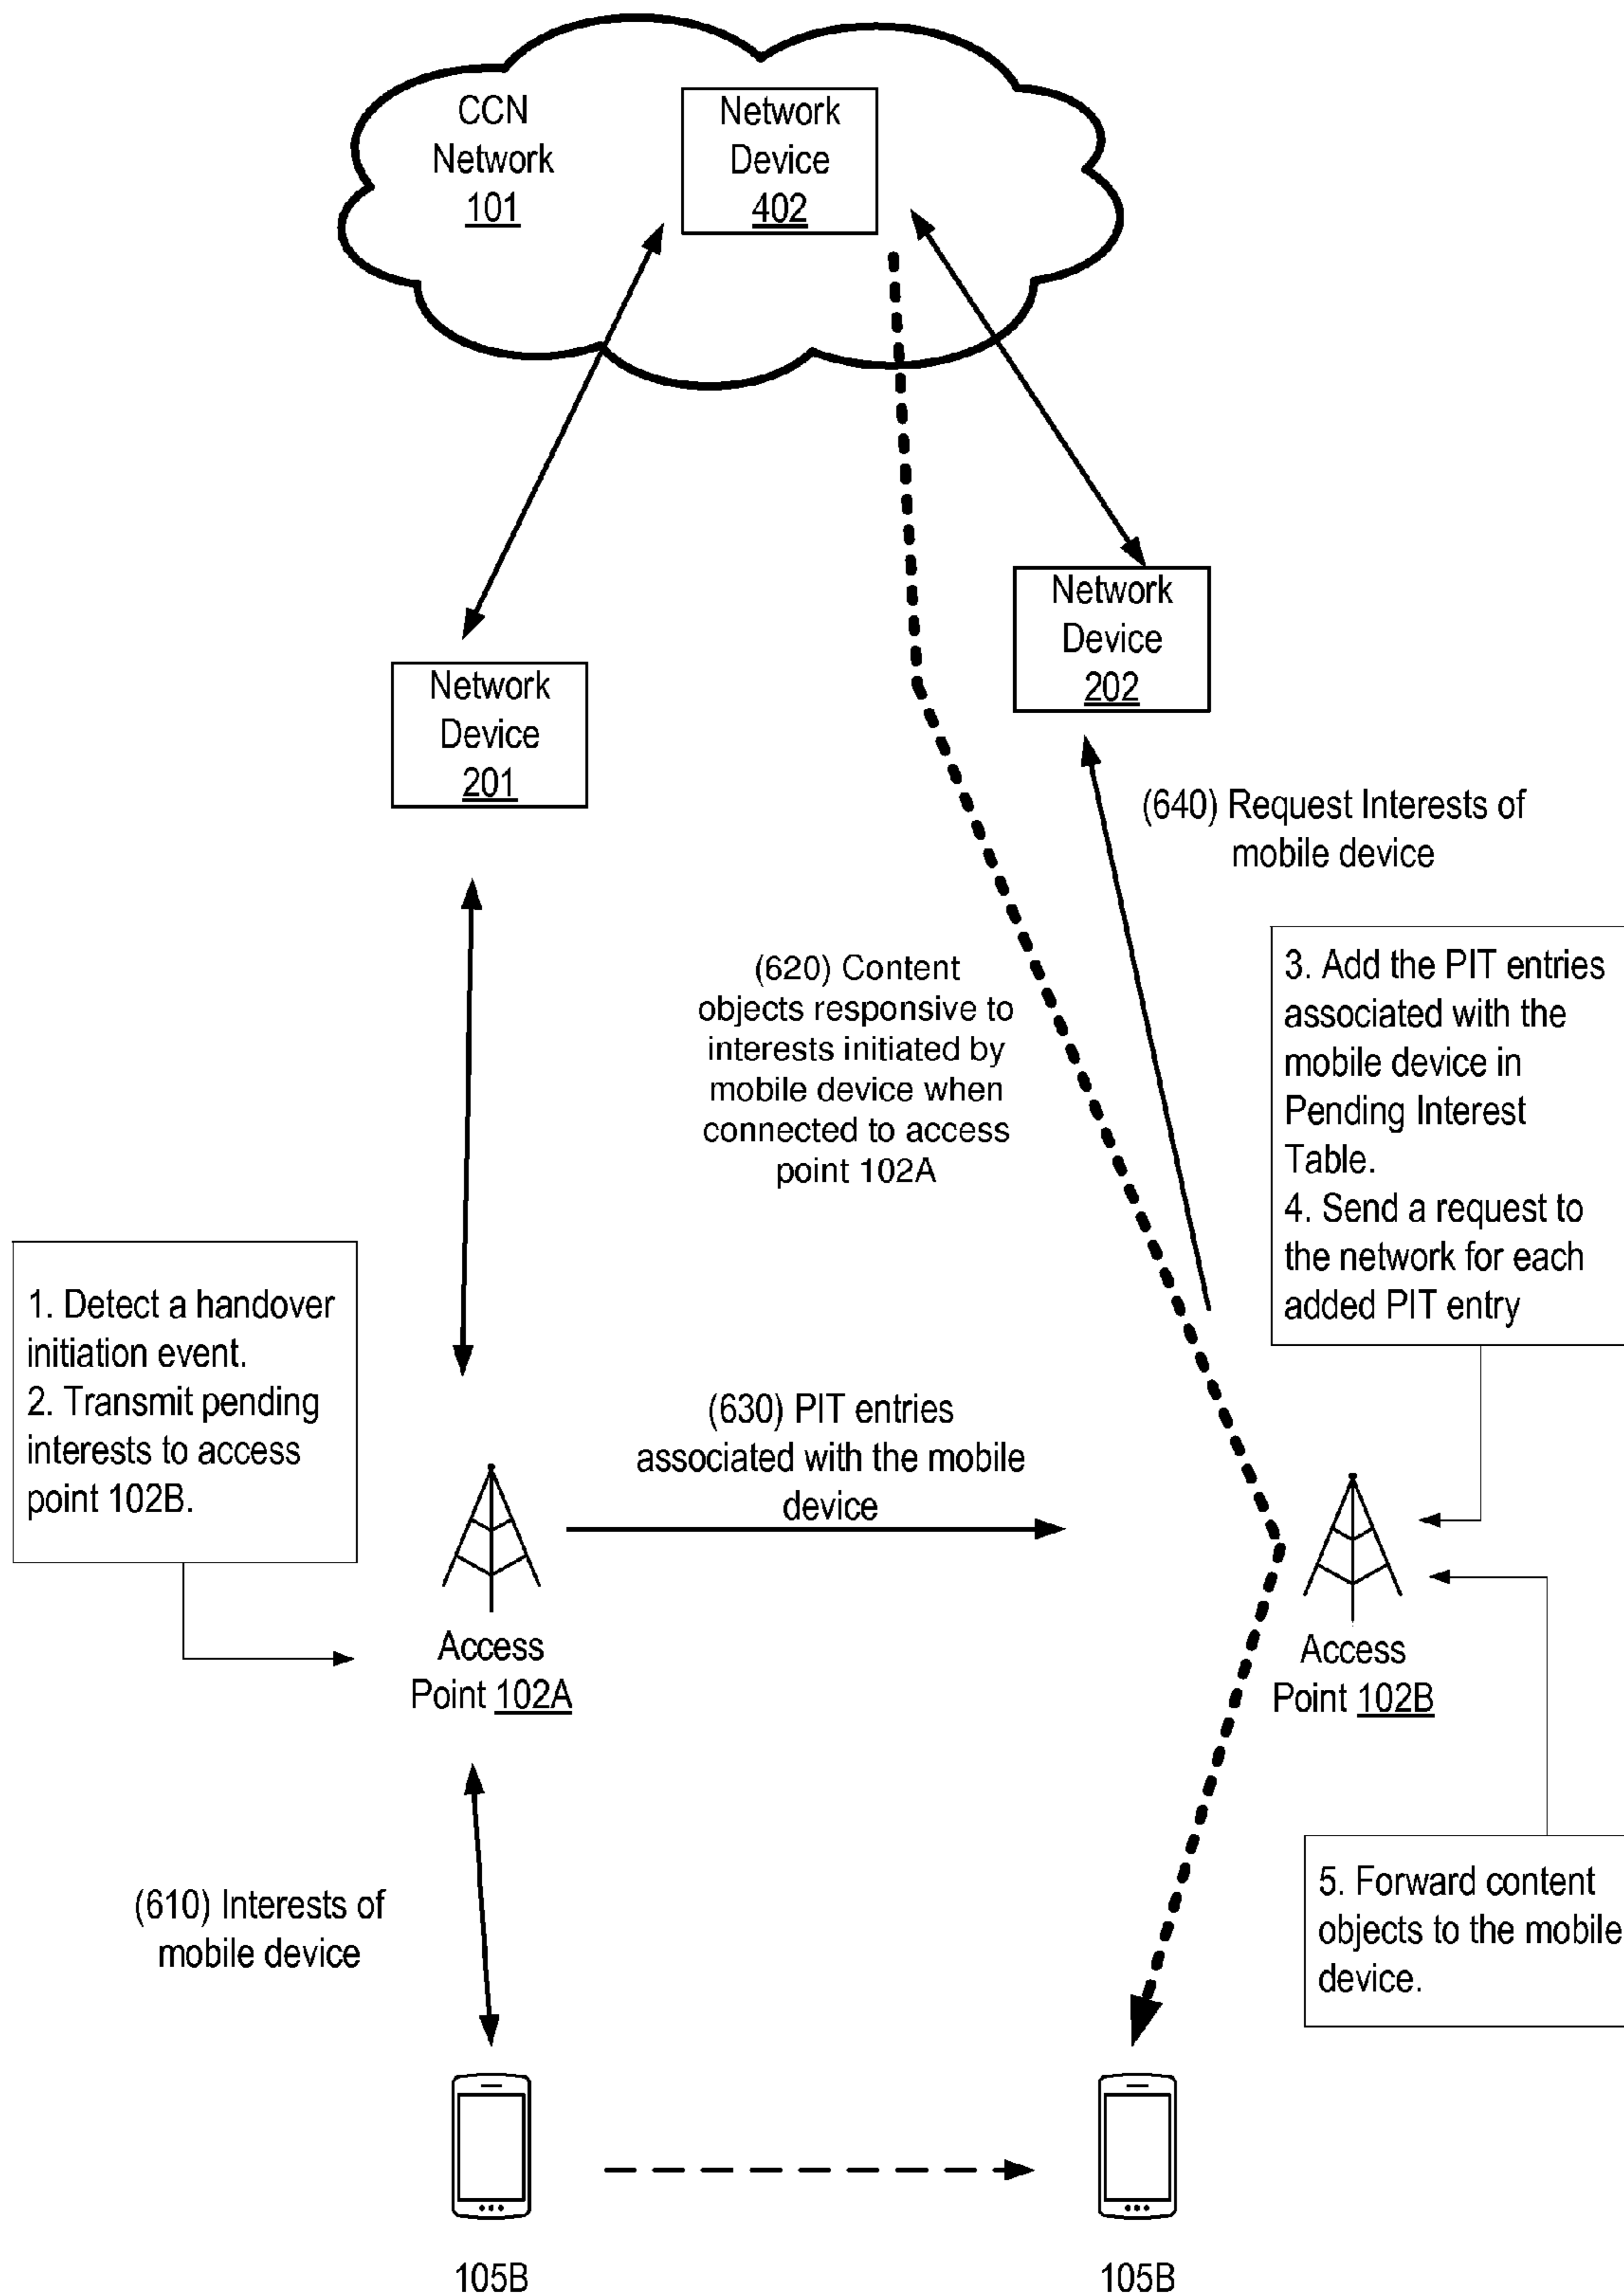 CCN
Network
101
Network
Device
402
Network
Device
202
Network
Device
201
(640) Request Interests of
mobile device
(620) Content
objects responsive to
interests initiated by
mobile device when
connected to access
point 102A
3. Add the PIT entries
associated with the
mobile device in
Pending Interest
Table.
4. Send a request to
the network for each
added PIT entry
1. Detect a handover
initiation event.
2. Transmit pending
interests to access
point 102B.
(630) PIT entries
associated with the mobile
device
Access
Point 102A
Access
Point 102B
(610) Interests of
mobile device
5. Forward content
objects to the mobile
device.
105B
105B